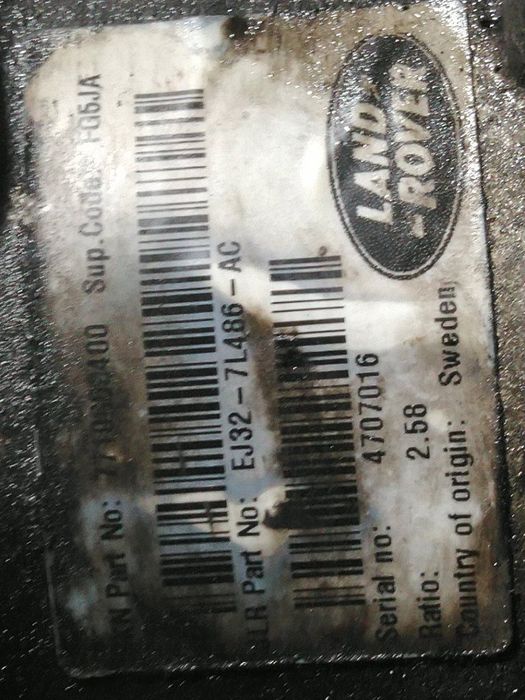 LAND
-ROVER
Part No: Sup.Code:
LR Part No: EJ32-7L486-AC
Serial no: 4707016
Ratio: 2.58
Country of origin: Sweden